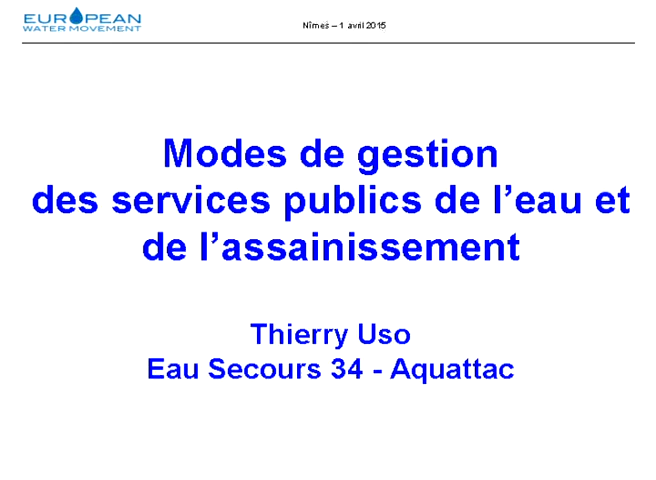 EUROPEAN
WATER MOVEMENT
Nîmes – 1 avril 2015
Modes de gestion
des services publics de l’eau et
de l’assainissement
Thierry Uso
Eau Secours 34 - Aquattac